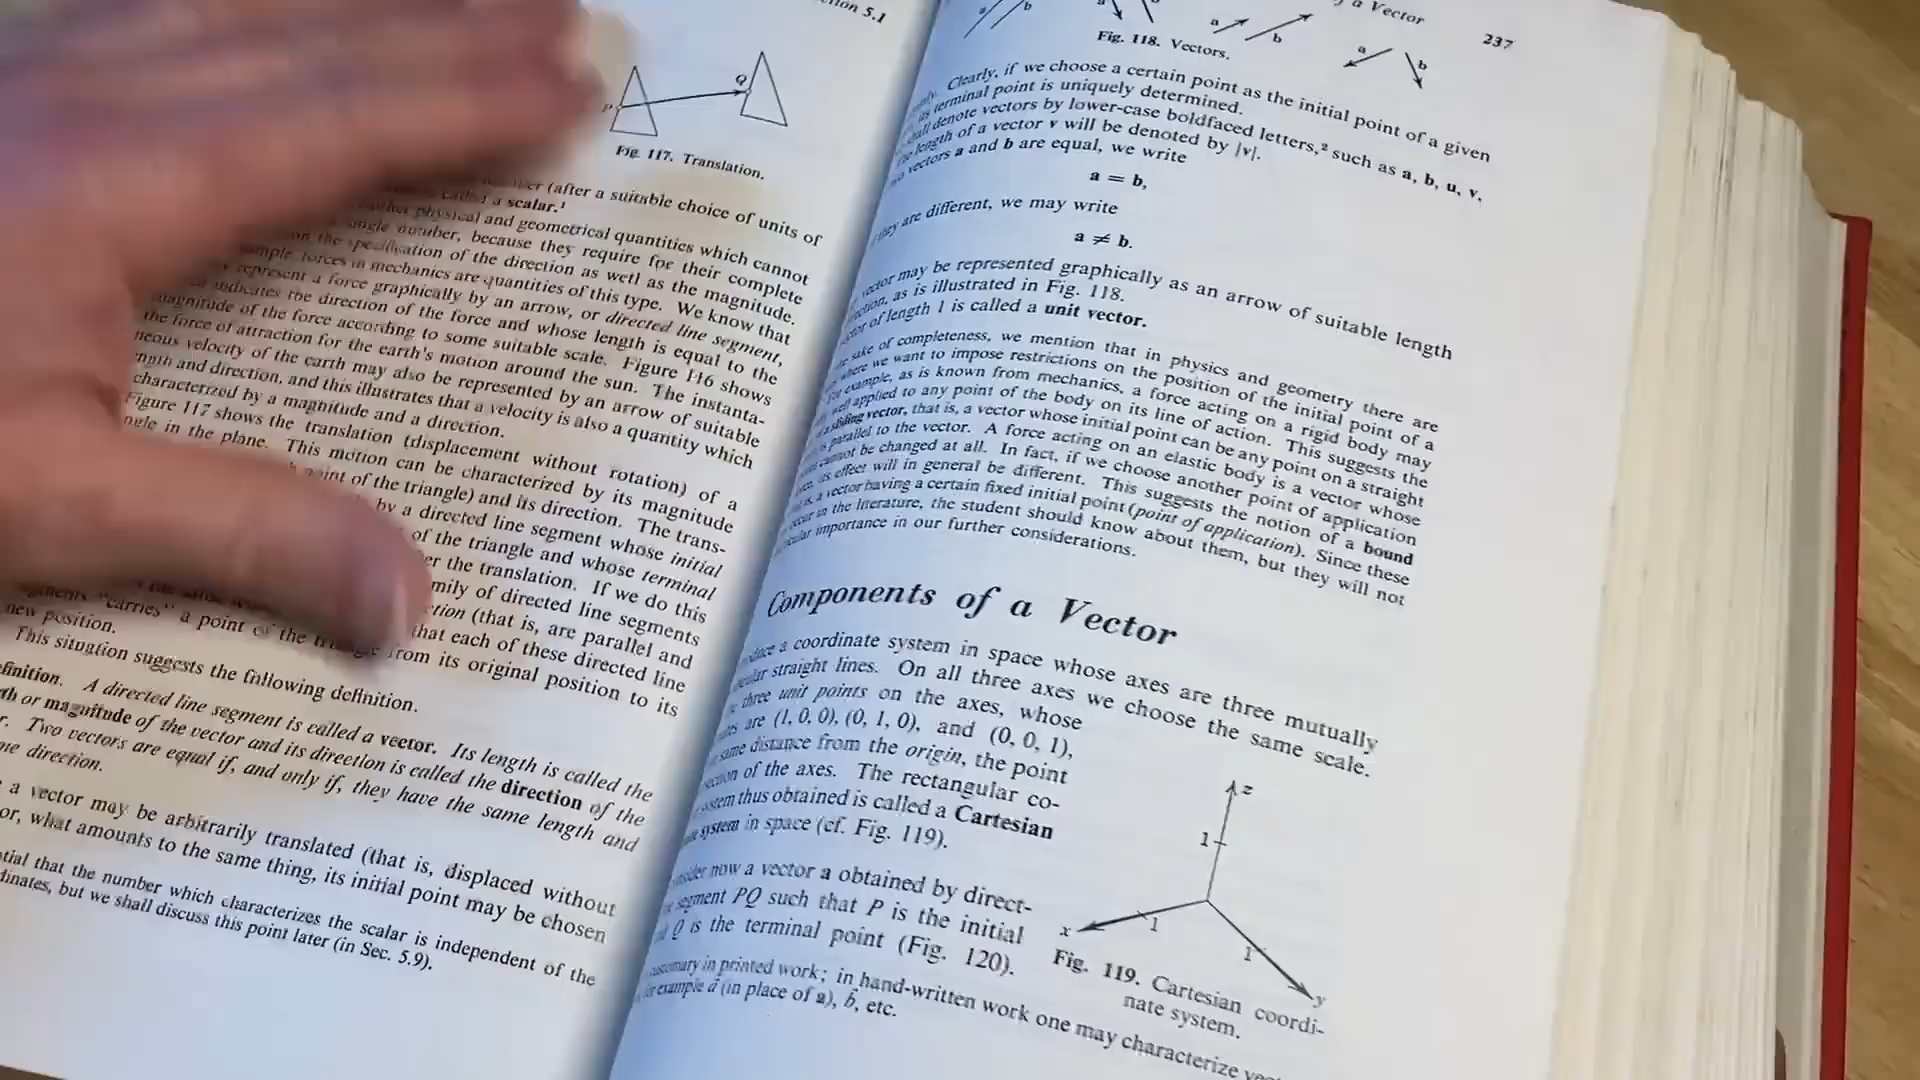 5.1
P
Q
Fig. 117. Translation.
(after a suitable choice of units of
called a scalar.¹
other physical and geometrical quantities which cannot
single number, because they require for their complete
the specification of the direction as well as the magnitude.
forces in mechanics are quantities of this type. We know that
represent a force graphically by an arrow, or directed line segment,
indicates the direction of the force and whose length is equal to the
magnitude of the force according to some suitable scale. Figure 116 shows
the force of attraction for the earth's motion around the sun. The instanta-
neous velocity of the earth may also be represented by an arrow of suitable
and direction, and this illustrates that a velocity is also a quantity which
characterized by a magnitude and a direction.
Figure 117 shows the translation (displacement without rotation) of a
in the plane. This motion can be characterized by its magnitude
point of the triangle) and its direction. The trans-
by a directed line segment whose initial
of the triangle and whose terminal
the translation. If we do this
of directed line segments
(that is, are parallel and
that each of these directed line
"carries" a point of the from its original position to its
new position.
This situation suggests the following definition.
A directed line segment is called a vector. Its length is called the
or magnitude of the vector and its direction is called the direction of the
Two vectors are equal if, and only if, they have the same length and
direction.
a vector may be arbitrarily translated (that is, displaced without
or, what amounts to the same thing, its initial point may be chosen
that the number which characterizes the scalar is independent of the
but we shall discuss this point later (in Sec. 5.9).
a Vector
237
a b
a b
a b
Fig. 118. Vectors.
Clearly, if we choose a certain point as the initial point of a given
its terminal point is uniquely determined.
denote vectors by lower-case boldfaced letters,² such as a, b, u, v,
length of a vector v will be denoted by |v|.
vectors a and b are equal, we write
a = b,
they are different, we may write
a ≠ b.
vector may be represented graphically as an arrow of suitable length
as is illustrated in Fig. 118.
of length 1 is called a unit vector.
sake of completeness, we mention that in physics and geometry there are
where we want to impose restrictions on the position of the initial point of a
For example, as is known from mechanics, a force acting on a rigid body may
well applied to any point of the body on its line of action. This suggests the
sliding vector, that is, a vector whose initial point can be any point on a straight
is parallel to the vector. A force acting on an elastic body is a vector whose
cannot be changed at all. In fact, if we choose another point of application
its effect will in general be different. This suggests the notion of a bound
a vector having a certain fixed initial point (point of application). Since these
occur in the literature, the student should know about them, but they will not
importance in our further considerations.
Components of a Vector
a coordinate system in space whose axes are three mutually
straight lines. On all three axes we choose the same scale.
three unit points on the axes, whose
are (1, 0, 0), (0, 1, 0), and (0, 0, 1),
same distance from the origin, the point
of the axes. The rectangular co-
system thus obtained is called a Cartesian
system in space (cf. Fig. 119).
now a vector a obtained by direct-
segment PQ such that P is the initial
Q is the terminal point (Fig. 120).
z
1
x
1
1
y
Fig. 119. Cartesian coordi-
nate system.
customary in printed work; in hand-written work one may characterize
for example a⃗ (in place of a), b⃗, etc.